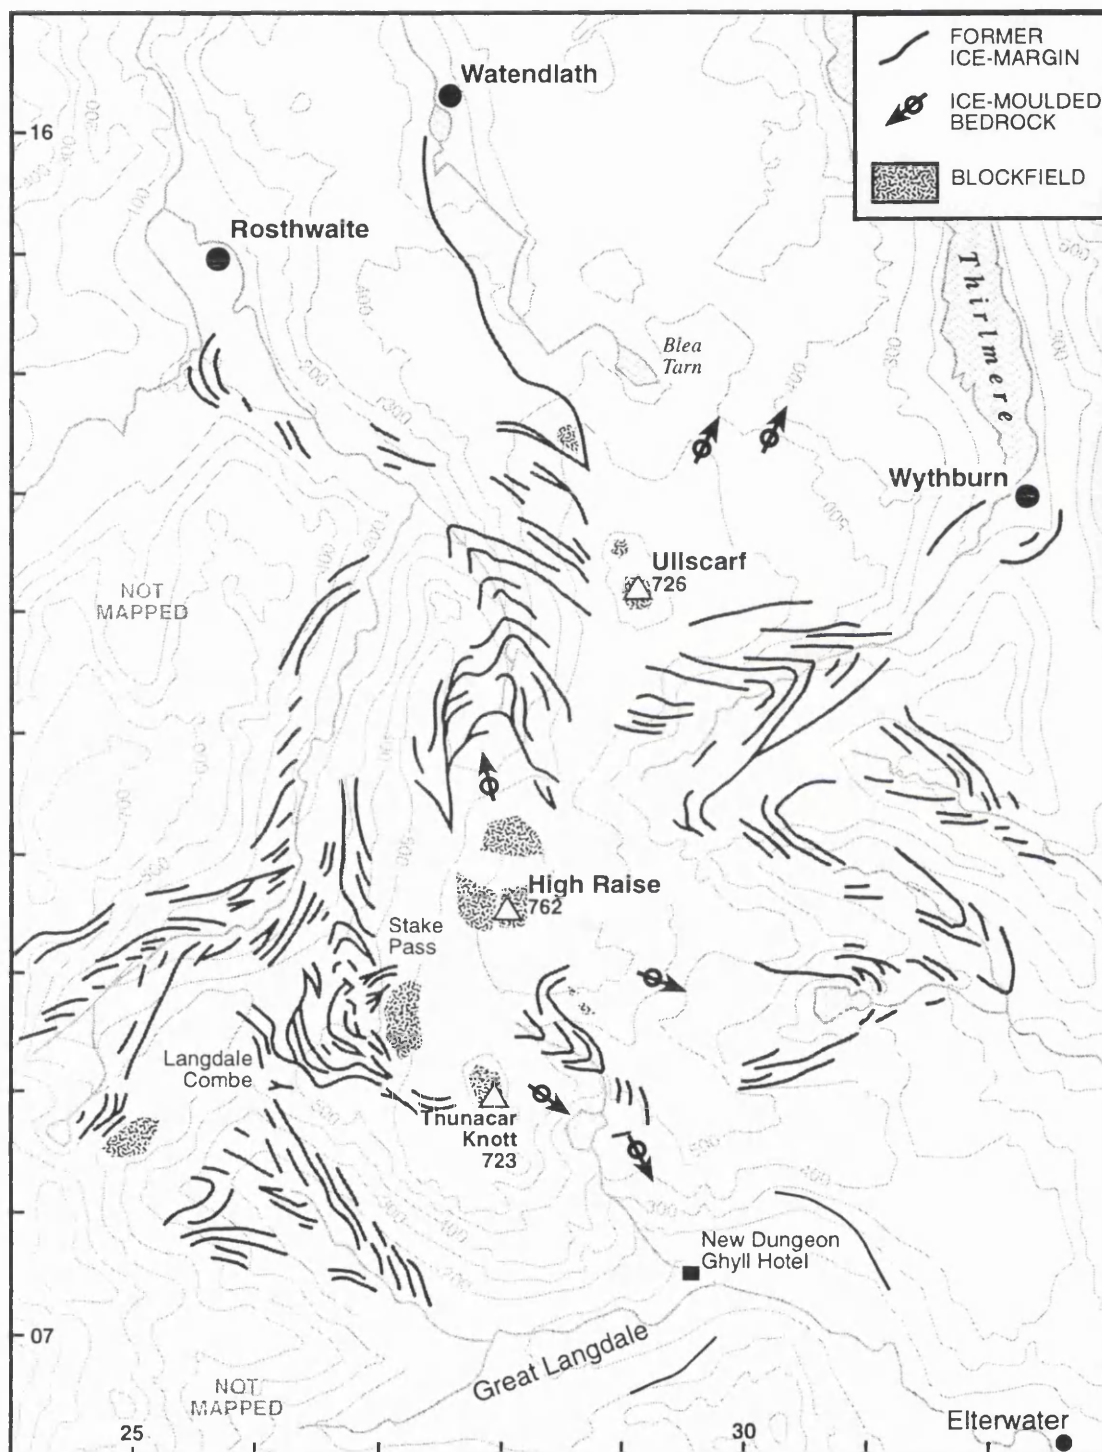 FORMER
ICE-MARGIN
ICE-MOULDED
BEDROCK
BLOCKFIELD
Watendlath
16
Rosthwaite
Thirlmere
Blea
Tarn
Wythburn
Ullscarf
726
NOT
MAPPED
High Raise
762
Stake
Pass
Langdale
Combe
Thunacar
Knott
723
New Dungeon
Ghyll Hotel
07
Great Langdale
NOT
MAPPED
25
30
Elterwater